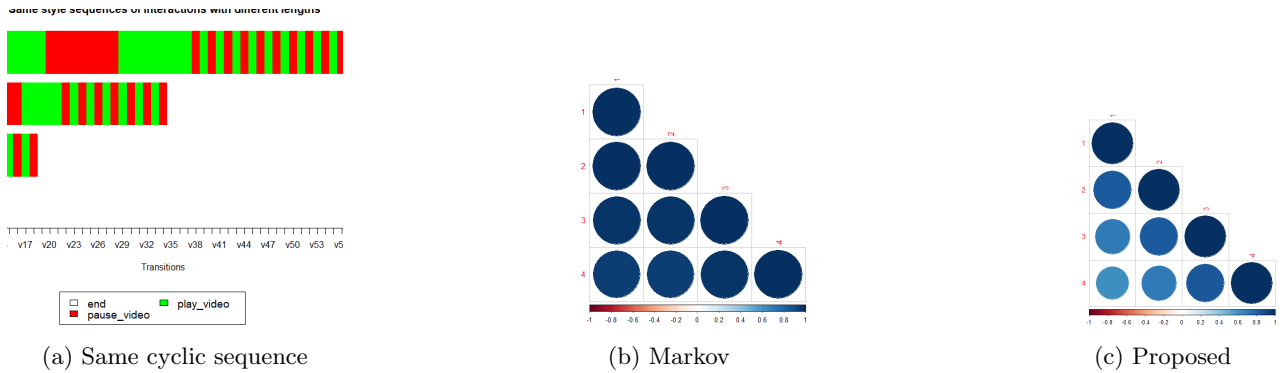 Same style sequences of interactions with different lengths
v17 v20 v23 v26 v29 v32 v35 v38 v41 v44 v47 v50 v53 v5
Transitions
end play_video
pause_video
(a) Same cyclic sequence
1
1
2
2
3
3
4
4
-1 -0.8 -0.6 -0.4 -0.2 0 0.2 0.4 0.6 0.8 1
(b) Markov
1
1
2
2
3
3
4
4
-1 -0.8 -0.6 -0.4 -0.2 0 0.2 0.4 0.6 0.8 1
(c) Proposed